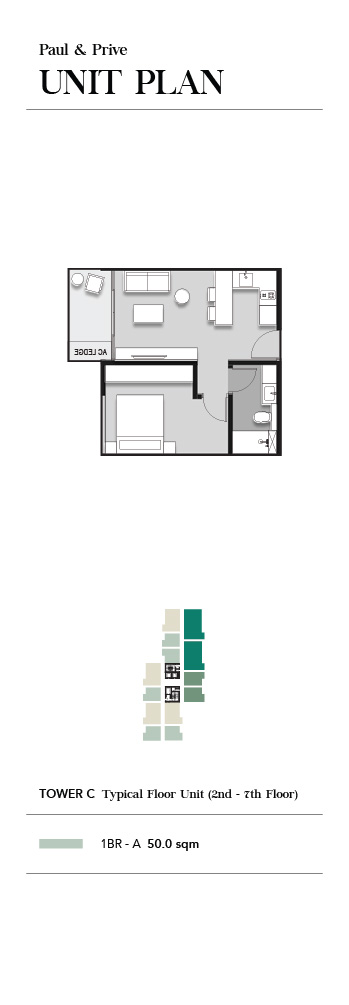 Paul & Prive
UNIT PLAN
AC LEDGE
TOWER C Typical Floor Unit (2nd - 7th Floor)
1BR - A 50.0 sqm